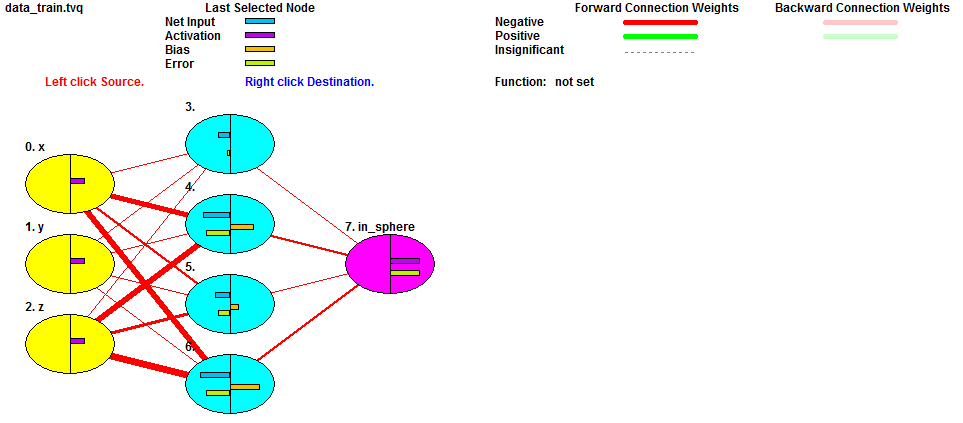 data_train.tvq
Last Selected Node
Net Input
Activation
Bias
Error
Forward Connection Weights
Backward Connection Weights
Negative
Positive
Insignificant
Left click Source.
Right click Destination.
Function: not set
0. x
1. y
2. z
3.
4.
5.
6.
7. in_sphere